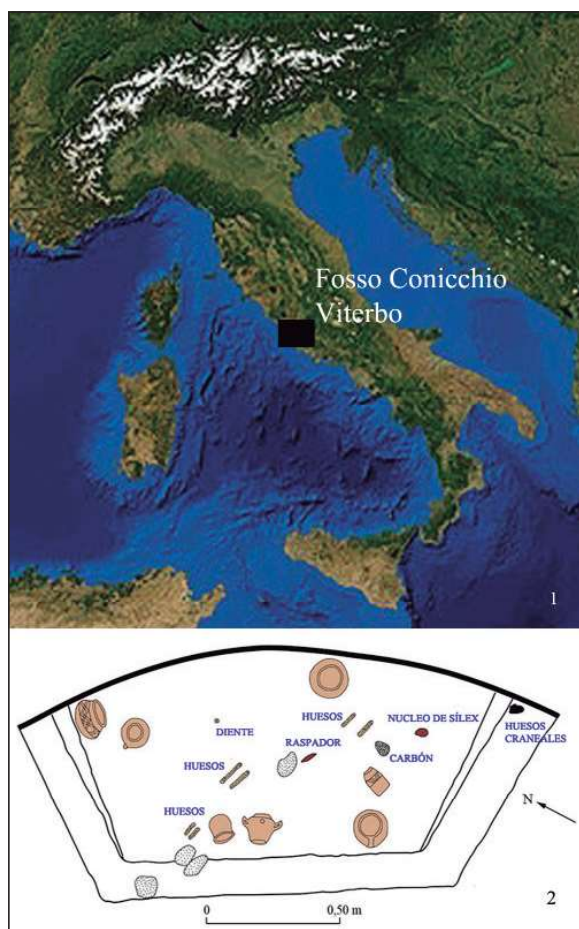 Fosso Conicchio
Viterbo
1
HUESOS
NUCLEO DE SÍLEX
HUESOS
CRANEALES
DIENTE
RASPADOR
CARBÓN
HUESOS
HUESOS
N
0
0,50 m
2